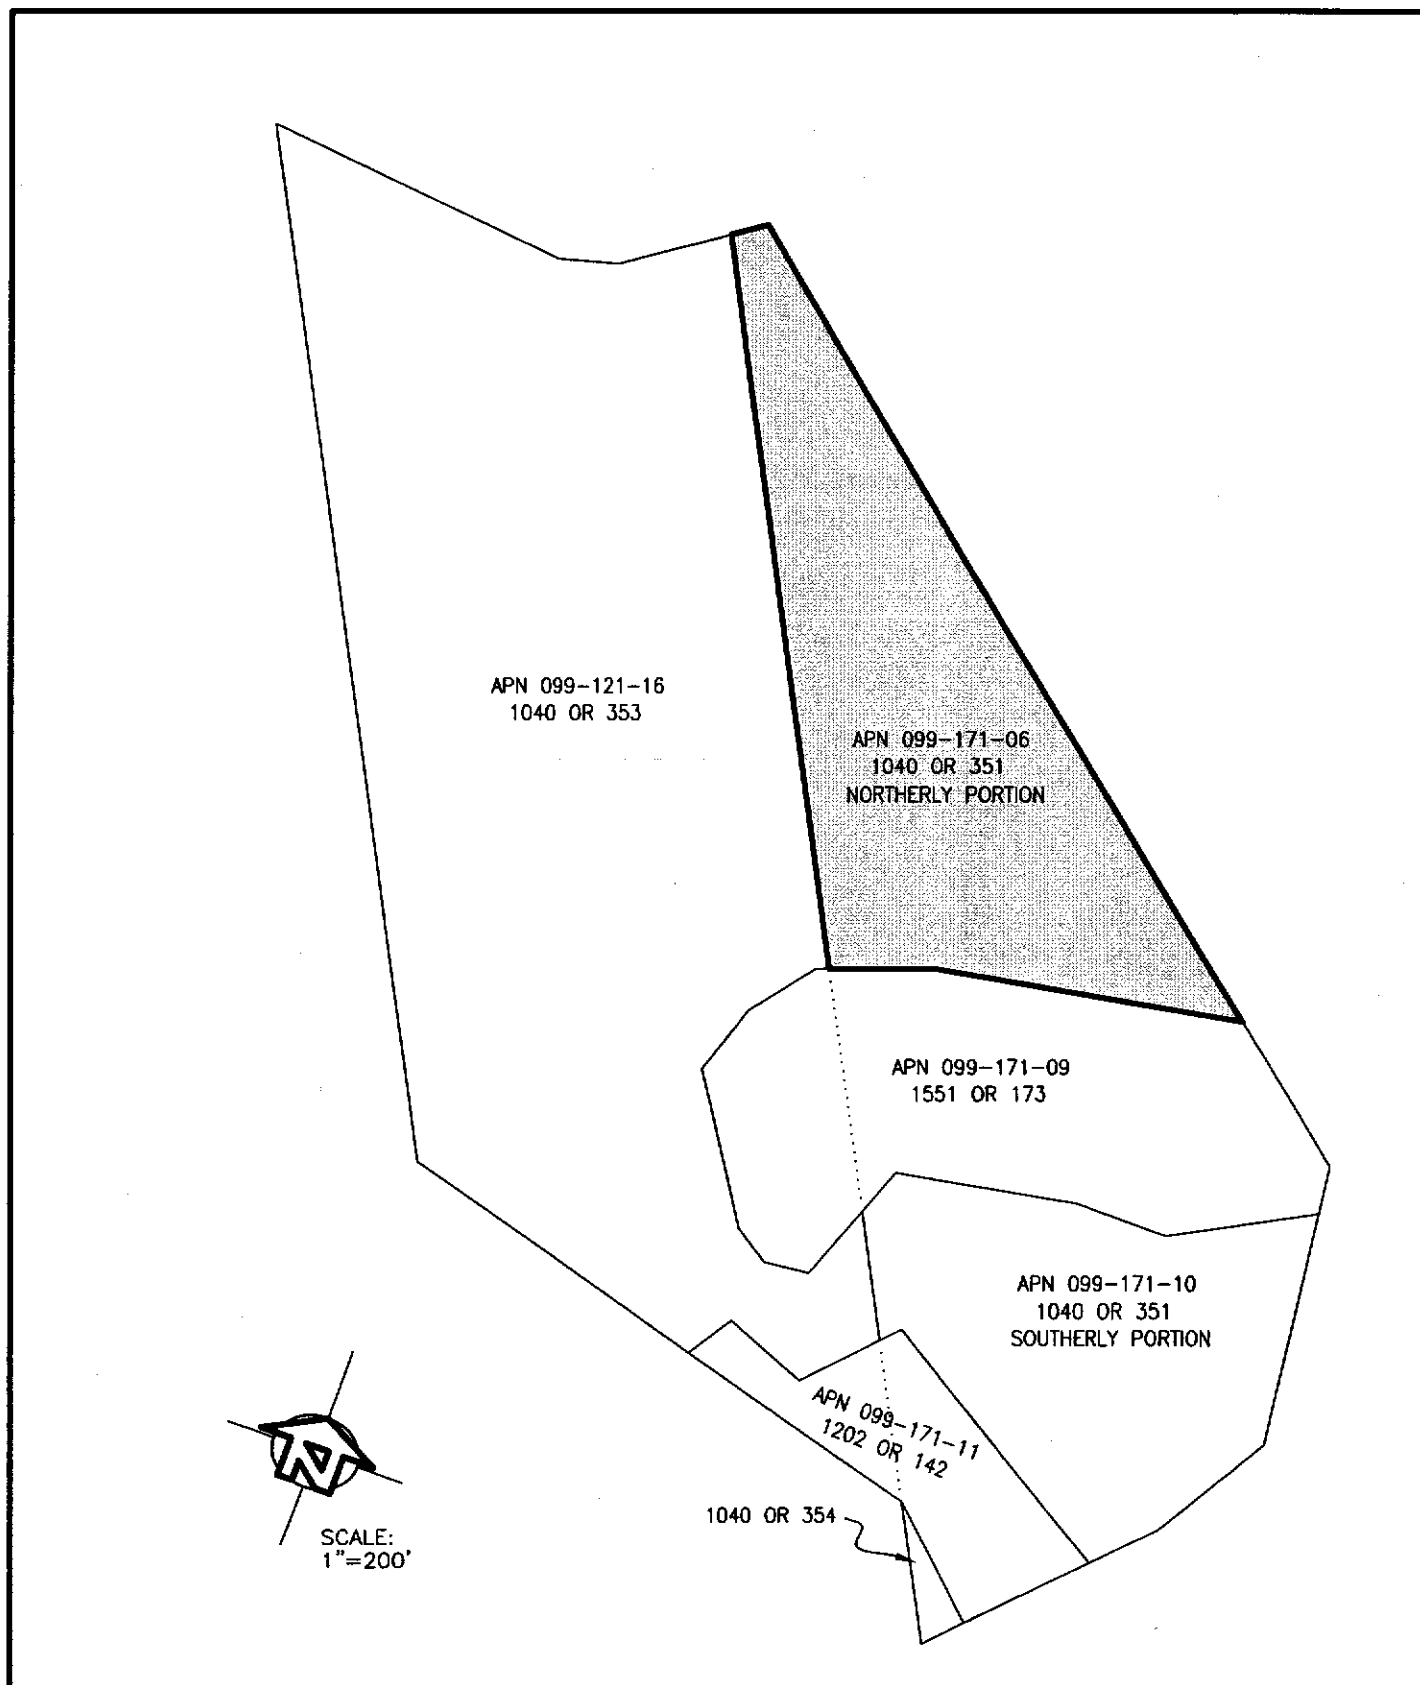 APN 099-121-16
1040 OR 353
APN 099-171-06
1040 OR 351
NORTHERLY PORTION
APN 099-171-09
1551 OR 173
APN 099-171-10
1040 OR 351
SOUTHERLY PORTION
APN 099-171-11
1202 OR 142
1040 OR 354
N
SCALE:
1"=200'